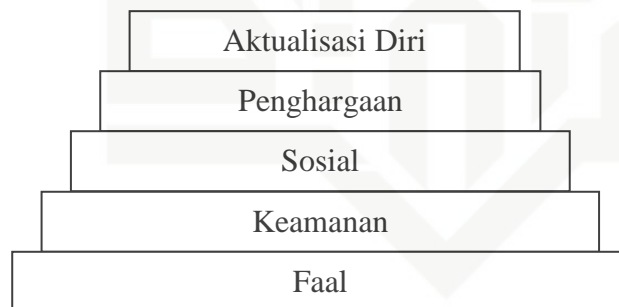 Aktualisasi Diri
Penghargaan
Sosial
Keamanan
Faal